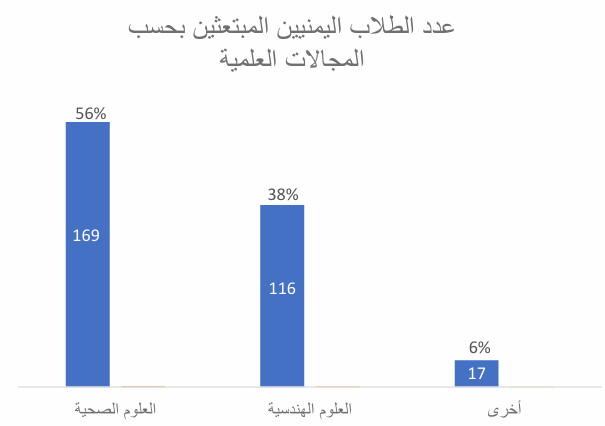 عدد الطلاب اليمنيين المبتعثين بحسب
المجالات العلمية
56%
169
38%
116
6%
17
العلوم الصحية
العلوم الهندسية
أخرى